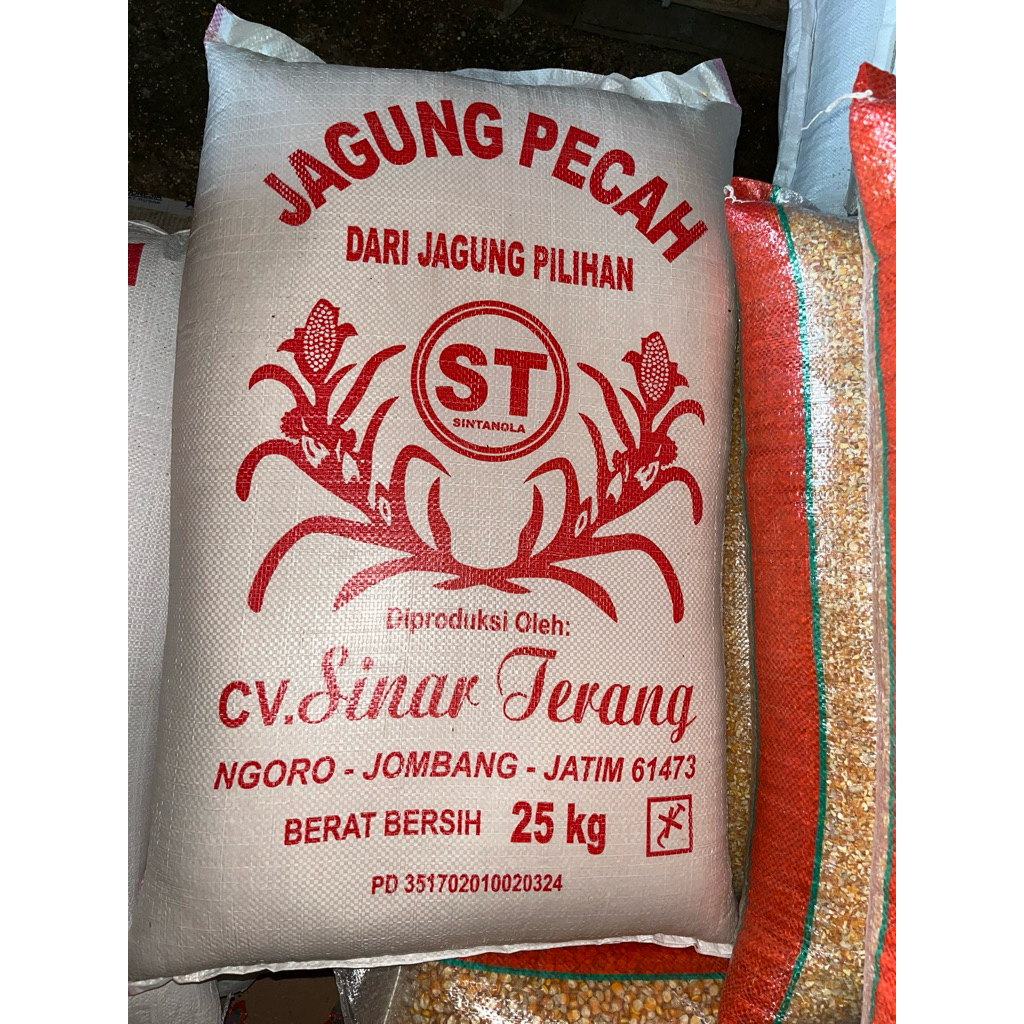 JAGUNG PECAH
DARI JAGUNG PILIHAN
ST
SINTANOLA
Diproduksi Oleh:
CV. Sinar Terang
NGORO - JOMBANG - JATIM 61473
BERAT BERSIH 25 kg
PD 351702010020324